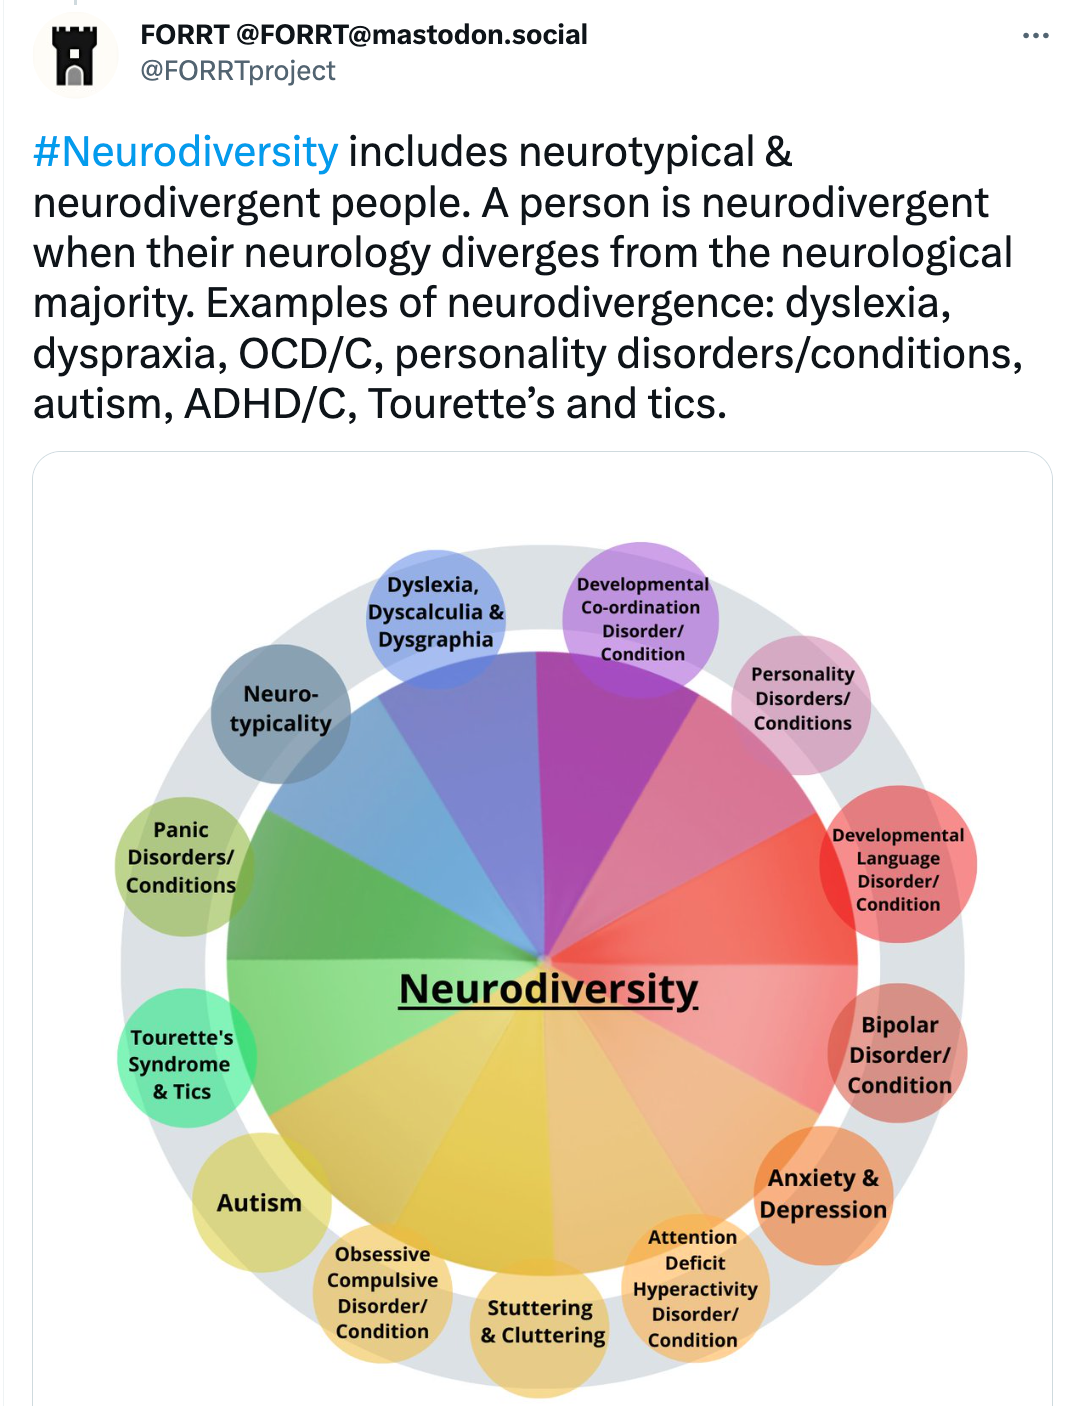 FORRT @FORRT@mastodon.social
@FORRTproject
#Neurodiversity includes neurotypical &
neurodivergent people. A person is neurodivergent
when their neurology diverges from the neurological
majority. Examples of neurodivergence: dyslexia,
dyspraxia, OCD/C, personality disorders/conditions,
autism, ADHD/C, Tourette’s and tics.
Dyslexia,
Dyscalculia &
Dysgraphia
Developmental
Co-ordination
Disorder/
Condition
Personality
Disorders/
Conditions
Developmental
Language
Disorder/
Condition
Bipolar
Disorder/
Condition
Anxiety &
Depression
Attention
Deficit
Hyperactivity
Disorder/
Condition
Stuttering
& Cluttering
Obsessive
Compulsive
Disorder/
Condition
Autism
Tourette's
Syndrome
& Tics
Panic
Disorders/
Conditions
Neuro-
typicality
Neurodiversity